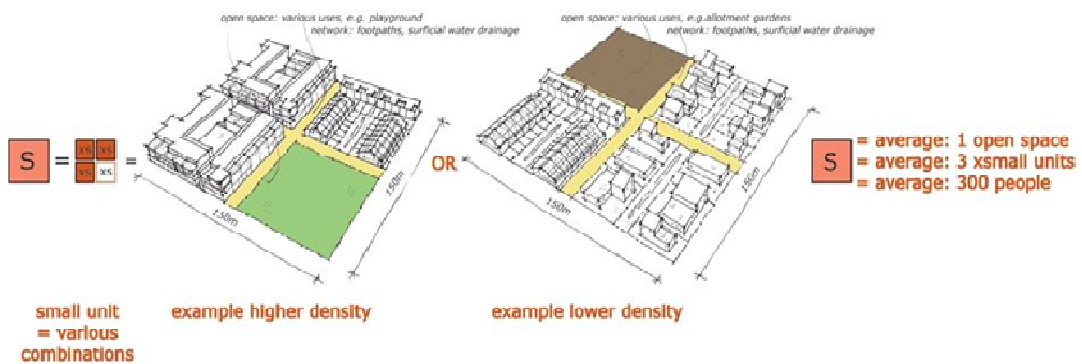 open space: various uses, e.g. playground
network: footpaths, surficial water drainage
open space: various uses, e.g.allotment gardens
network: footpaths, surficial water drainage
S
=
xs xs
xs xs
=
150m
150m
OR
150m
150m
S
= average: 1 open space
= average: 3 xsmall units
= average: 300 people
small unit
= various
combinations
example higher density
example lower density